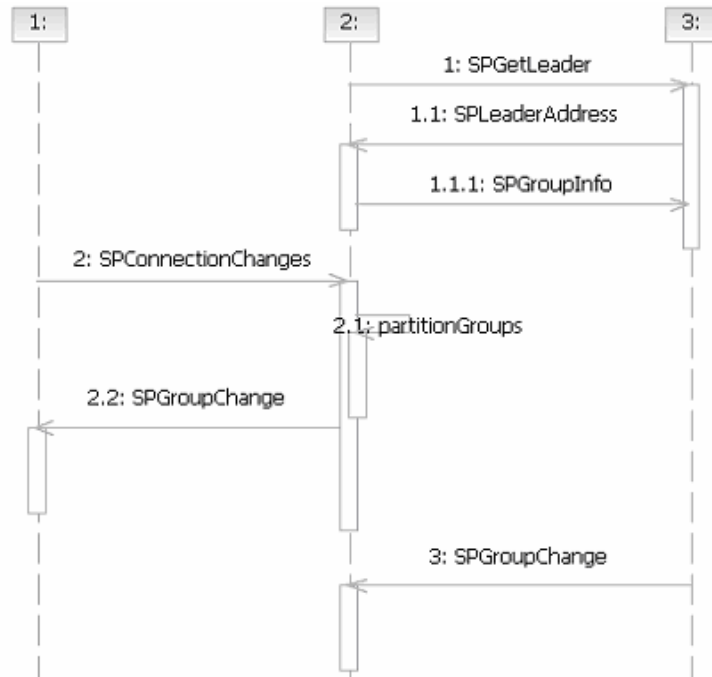 1: 2: 3:
1: SPGetLeader
1.1: SPLeaderAddress
1.1.1: SPGroupInfo
2: SPConnectionChanges
2.1: partitionGroups
2.2: SPGroupChange
3: SPGroupChange